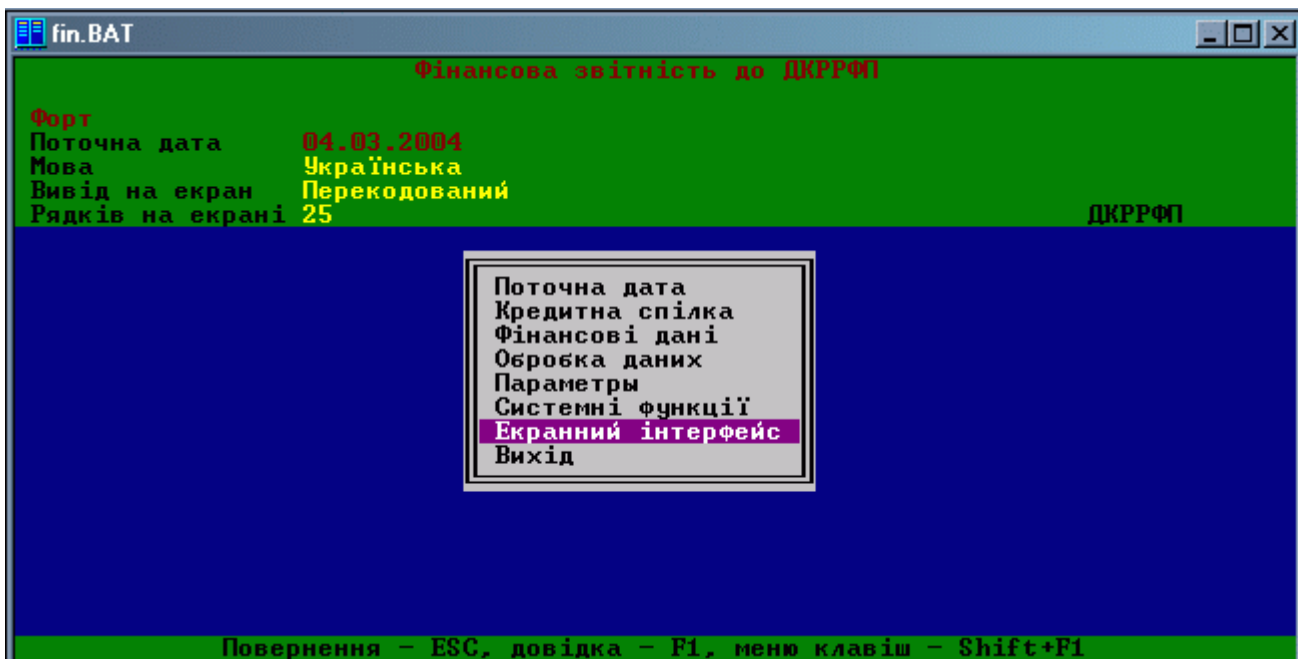 fin.BAT
Фінансова звітність до ДКРРФП
Форт
Поточна дата 04.03.2004
Мова Українська
Вивід на екран Перекодований
Рядків на екрані 25 ДКРРФП
Поточна дата
Кредитна спілка
Фінансові дані
Обробка даних
Параметры
Системні функції
Екранний інтерфейс
Вихід
Повернення - ESC, довідка - F1, меню клавіш - Shift+F1